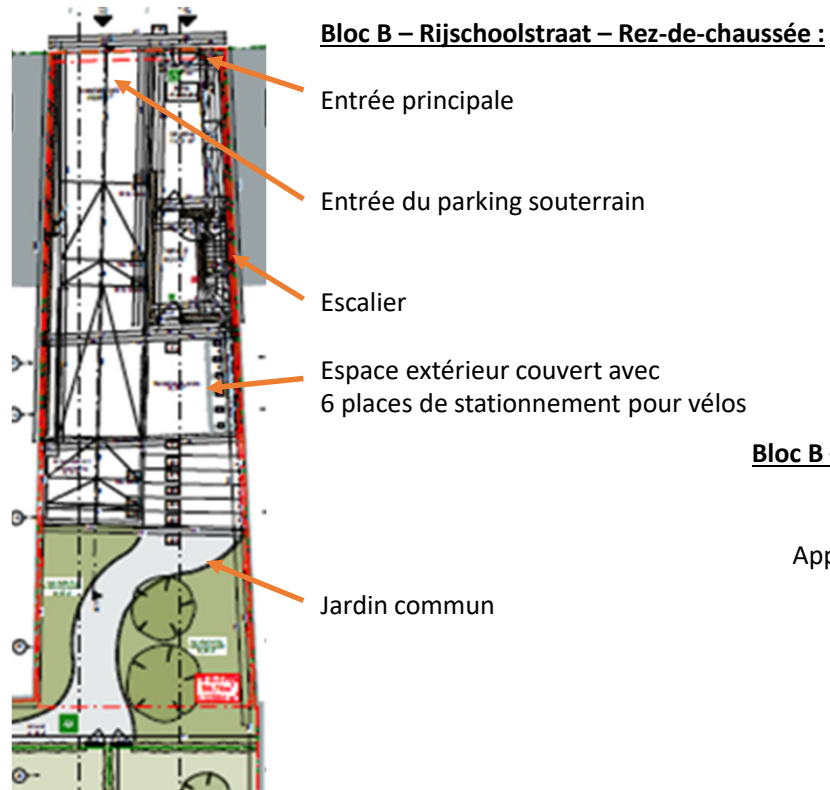 Bloc B – Rijschoolstraat – Rez-de-chaussée :
Entrée principale
Entrée du parking souterrain
Escalier
Espace extérieur couvert avec
6 places de stationnement pour vélos
Bloc B
App
Jardin commun